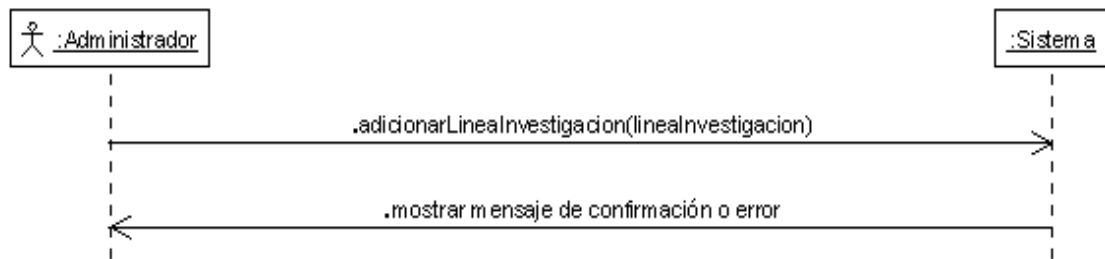 :Administrador
:Sistema
.adicionarLineaInvestigacion(lineaInvestigacion)
.mostrar mensaje de confirmación o error